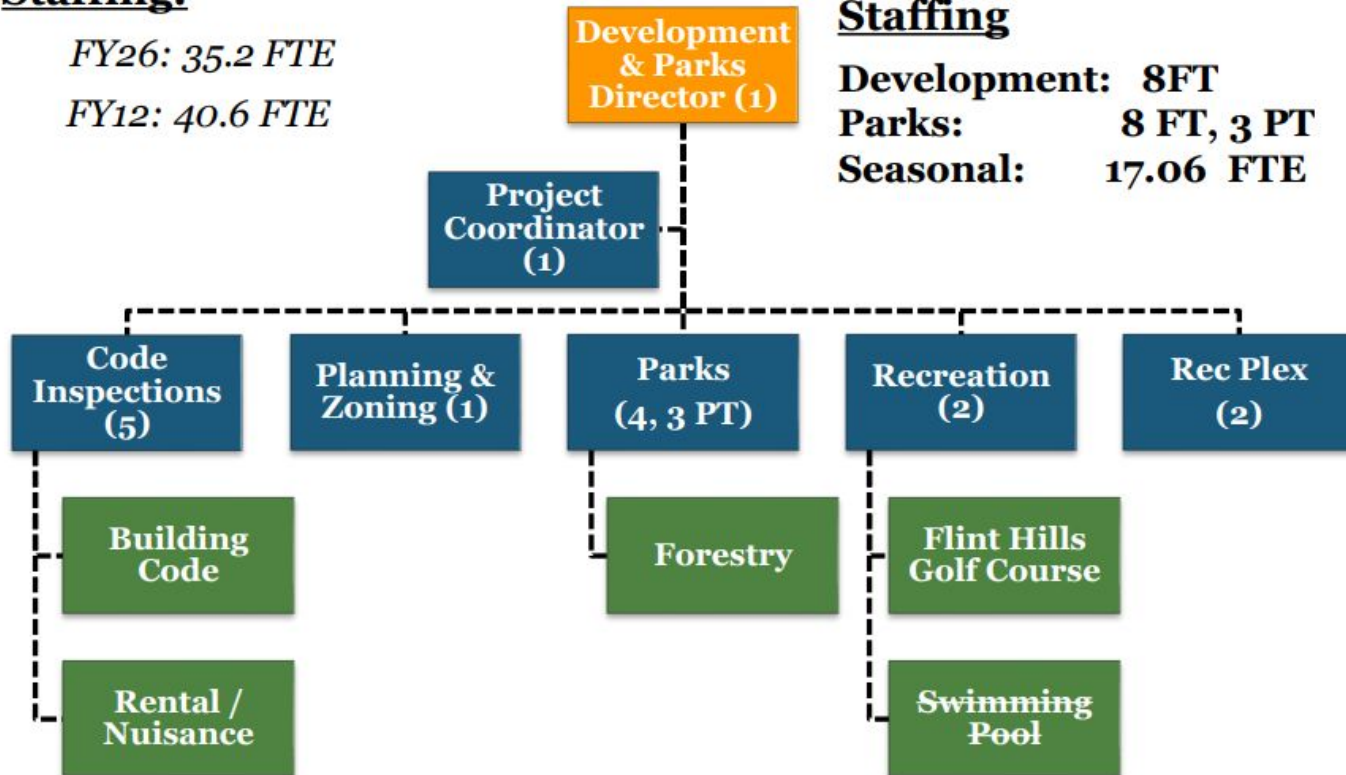 Staffing:
FY26: 35.2 FTE
FY12: 40.6 FTE
Development
& Parks
Director (1)
Staffing
Development: 8FT
Parks: 8 FT, 3 PT
Seasonal: 17.06 FTE
Project
Coordinator
(1)
Code
Inspections
(5)
Planning &
Zoning (1)
Parks
(4, 3 PT)
Recreation
(2)
Rec Plex
(2)
Building
Code
Forestry
Flint Hills
Golf Course
Rental /
Nuisance
Swimming
Pool